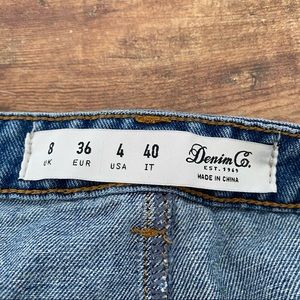 8 36 4 40
UK EUR USA IT
Denim Co.
EST. 1969
MADE IN CHINA